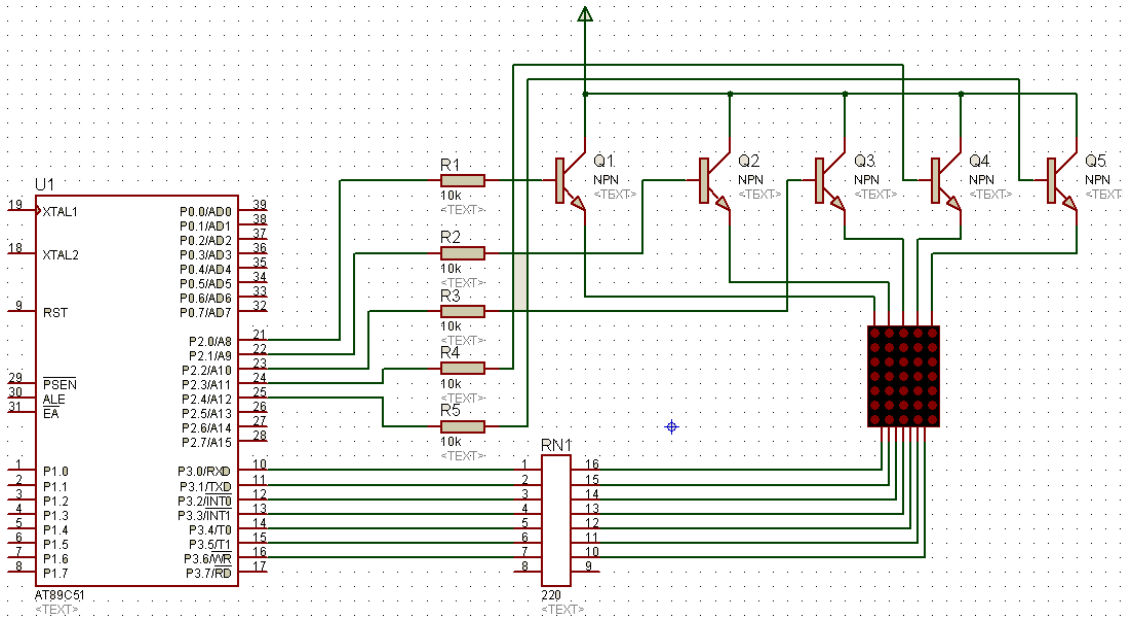 Q1
NPN
<TEXT>
Q2
NPN
<TEXT>
Q3
NPN
<TEXT>
Q4
NPN
<TEXT>
Q5
NPN
<TEXT>
R1
10k
<TEXT>
R2
10k
<TEXT>
R3
10k
<TEXT>
R4
10k
<TEXT>
R5
10k
<TEXT>
U1
19 XTAL1 P0.0/AD0 39
P0.1/AD1 38
P0.2/AD2 37
18 XTAL2 P0.3/AD3 36
P0.4/AD4 35
P0.5/AD5 34
P0.6/AD6 33
9 RST P0.7/AD7 32
P2.0/A8 21
P2.1/A9 22
P2.2/A10 23
29 PSEN P2.3/A11 24
30 ALE P2.4/A12 25
31 EA P2.5/A13 26
P2.6/A14 27
P2.7/A15 28
1 P1.0 P3.0/RXD 10
2 P1.1 P3.1/TXD 11
3 P1.2 P3.2/INT0 12
4 P1.3 P3.3/INT1 13
5 P1.4 P3.4/T0 14
6 P1.5 P3.5/T1 15
7 P1.6 P3.6/WR 16
8 P1.7 P3.7/RD 17
AT89C51
<TEXT>
RN1
1 16
2 15
3 14
4 13
5 12
6 11
7 10
8 9
220
<TEXT>